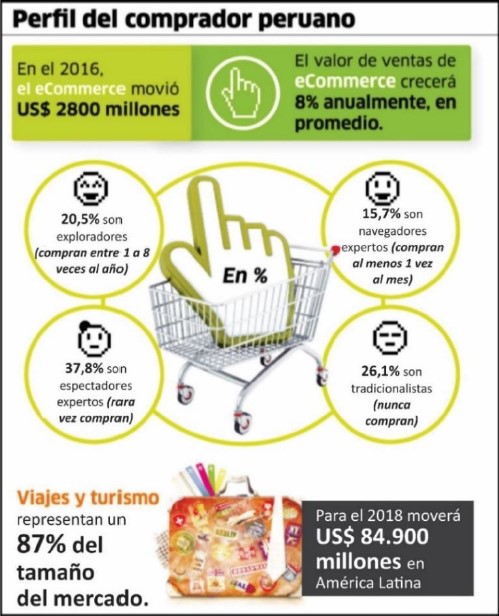 Perfil del comprador peruano
En el 2016,
el eCommerce movió
US$ 2800 millones
El valor de ventas de
eCommerce crecerá
8% anualmente, en
promedio.
20,5% son
exploradores
(compran entre 1 a 8
veces al año)
15,7% son
navegadores
expertos (compran
al menos 1 vez
al mes)
En %
37,8% son
espectadores
expertos (rara
vez compran)
26,1% son
tradicionalistas
(nunca
compran)
Viajes y turismo
representan un
87% del
tamaño
del mercado.
Para el 2018 moverá
US$ 84.900
millones en
América Latina